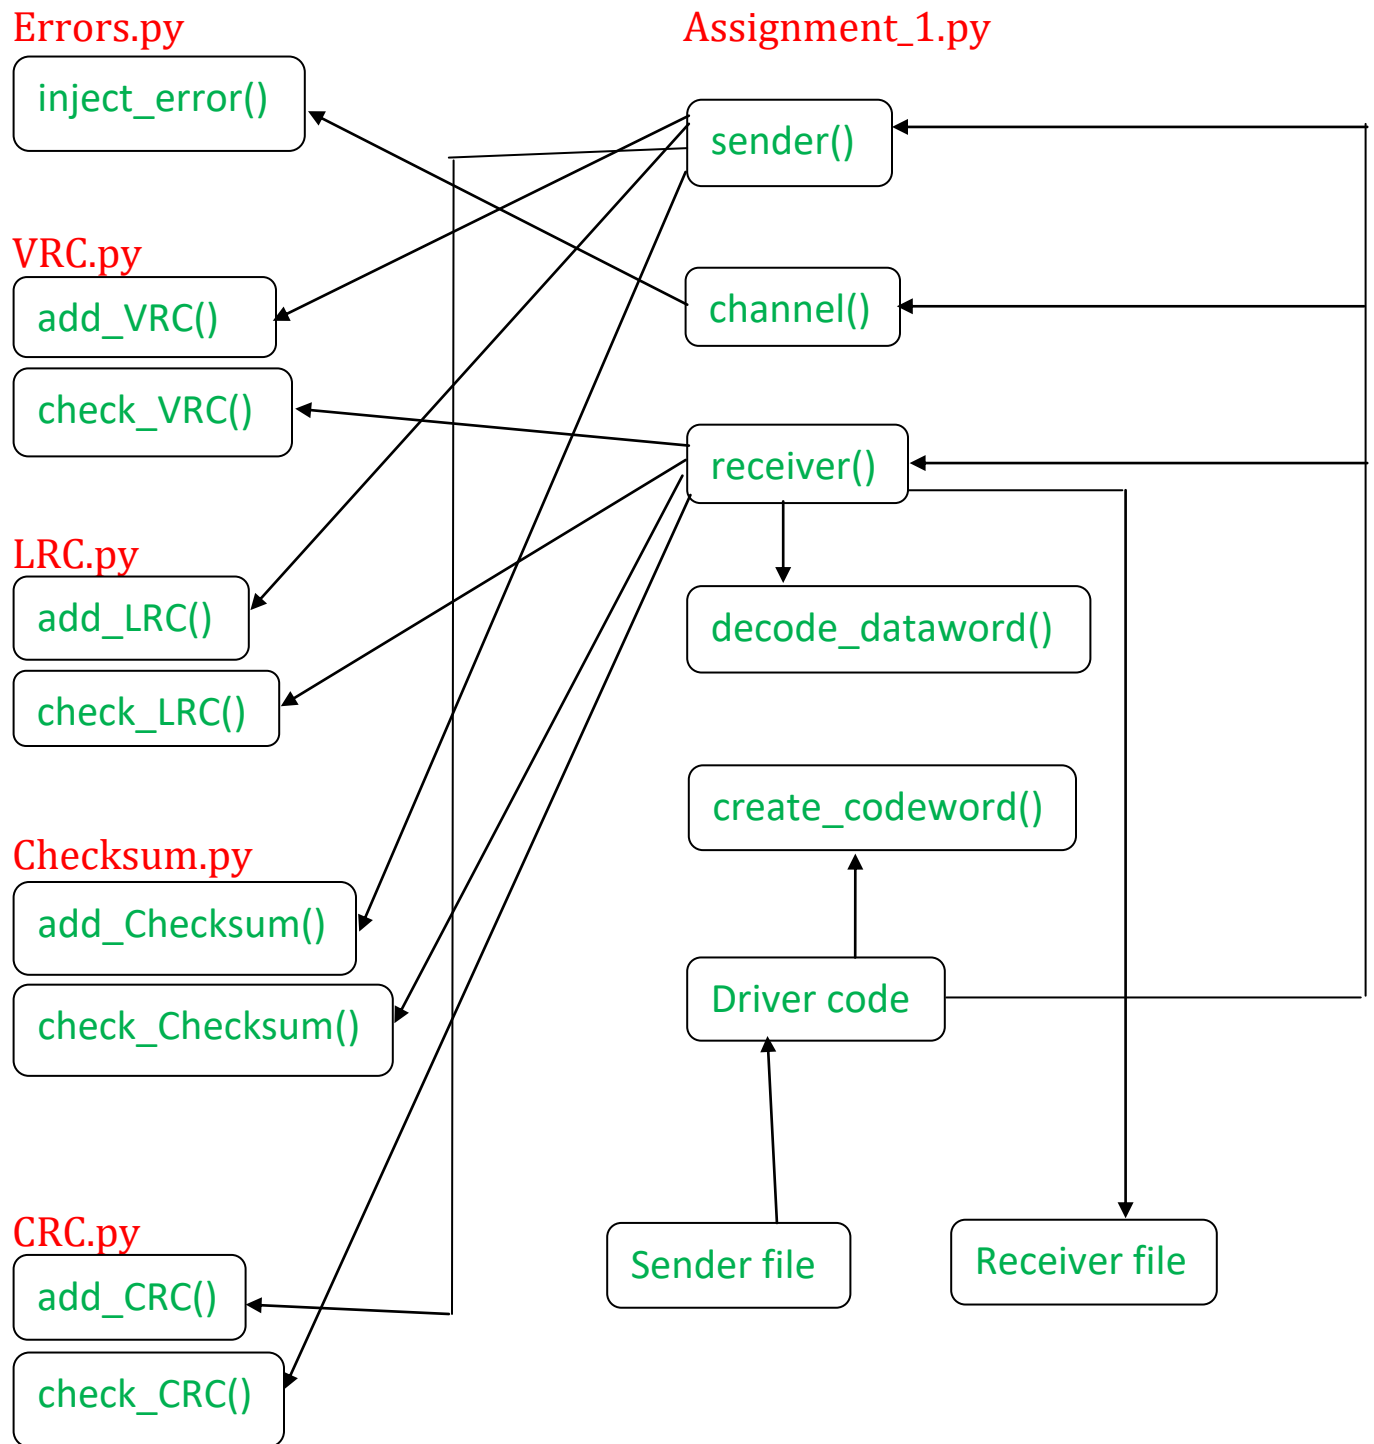 Errors.py
inject_error()
VRC.py
add_VRC()
check_VRC()
LRC.py
add_LRC()
check_LRC()
Checksum.py
add_Checksum()
check_Checksum()
CRC.py
add_CRC()
check_CRC()
Assignment_1.py
sender()
channel()
receiver()
decode_dataword()
create_codeword()
Driver code
Sender file
Receiver file